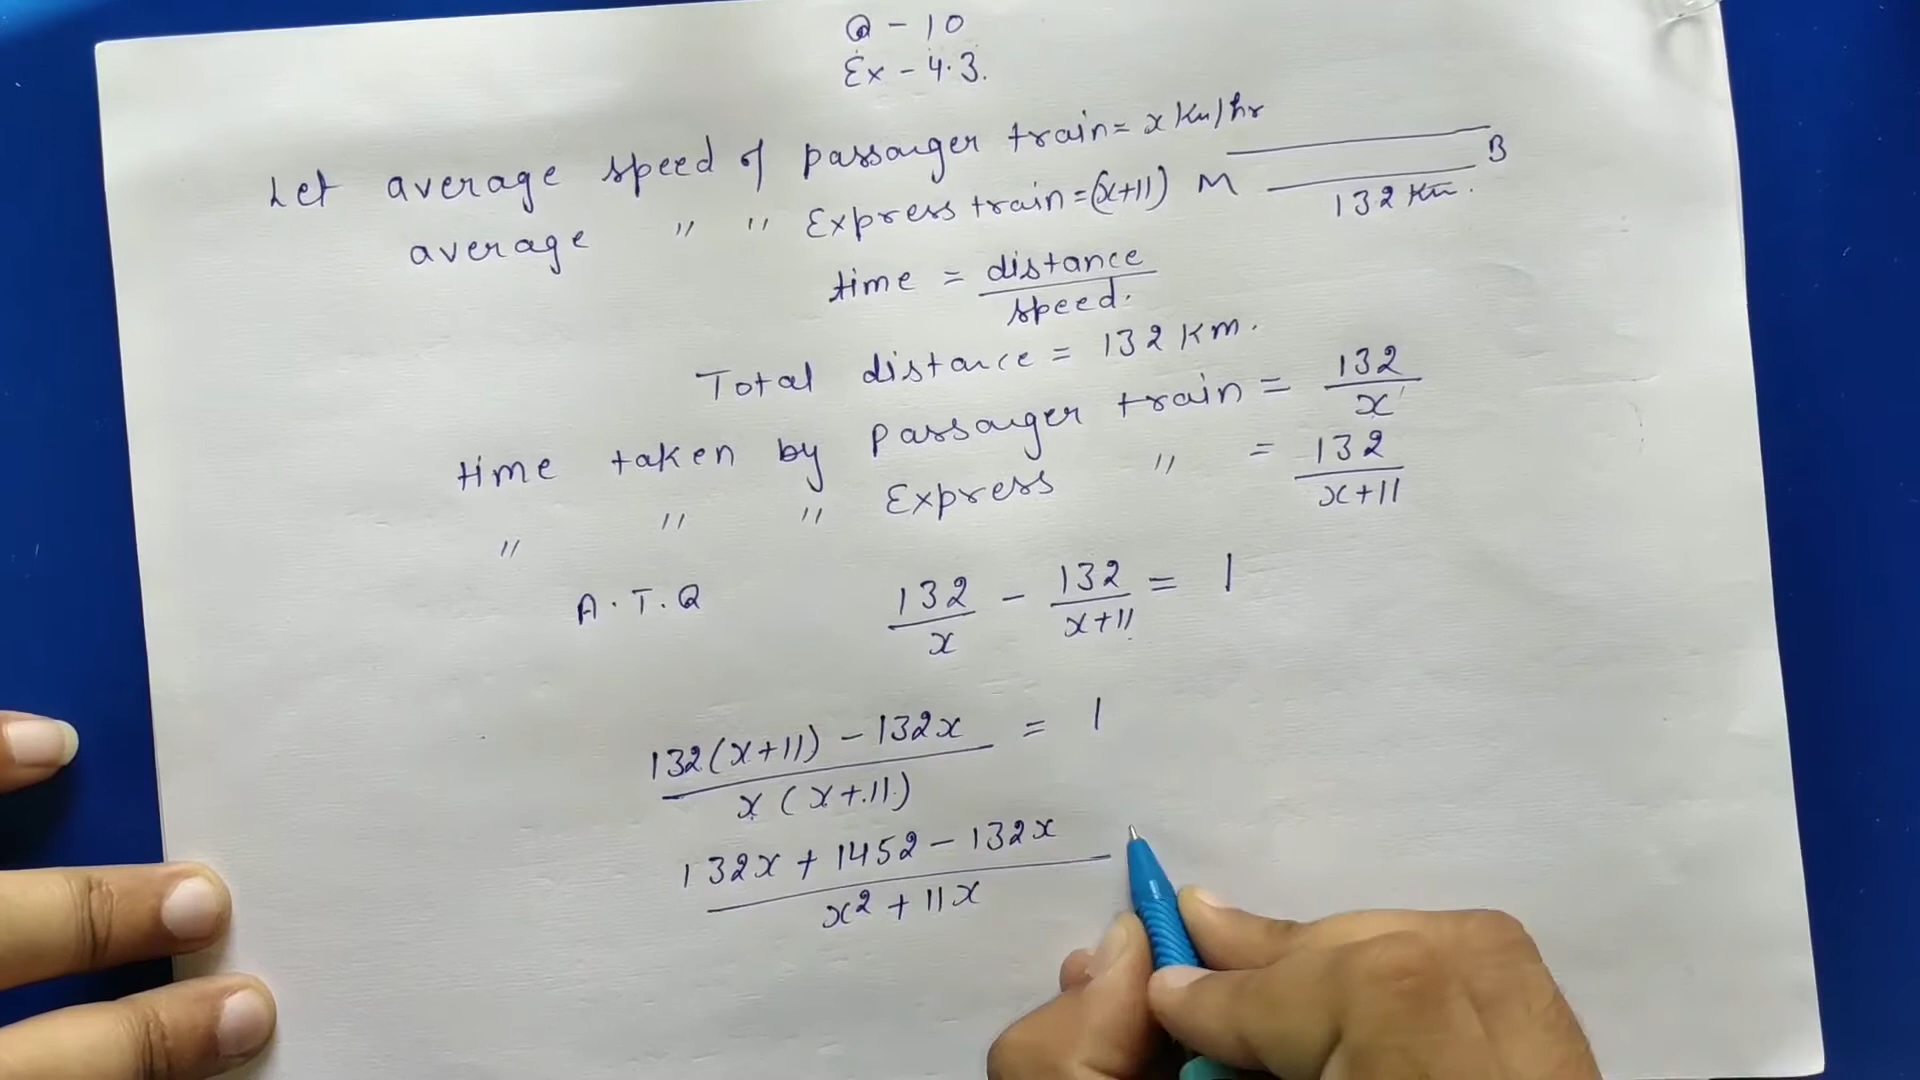 Q - 10
Ex - 4.3.
Let average speed of passanger train = x Km/hr
average " " Express train = (x+11) M B
132 Km.
time = distance/speed.
Total distance = 132 Km.
time taken by Passanger train = 132/x
" " " Express " = 132/x+11
A.T.Q 132/x - 132/x+11 = 1
132(x+11) - 132x / x(x+11) = 1
132x + 1452 - 132x / x² + 11x